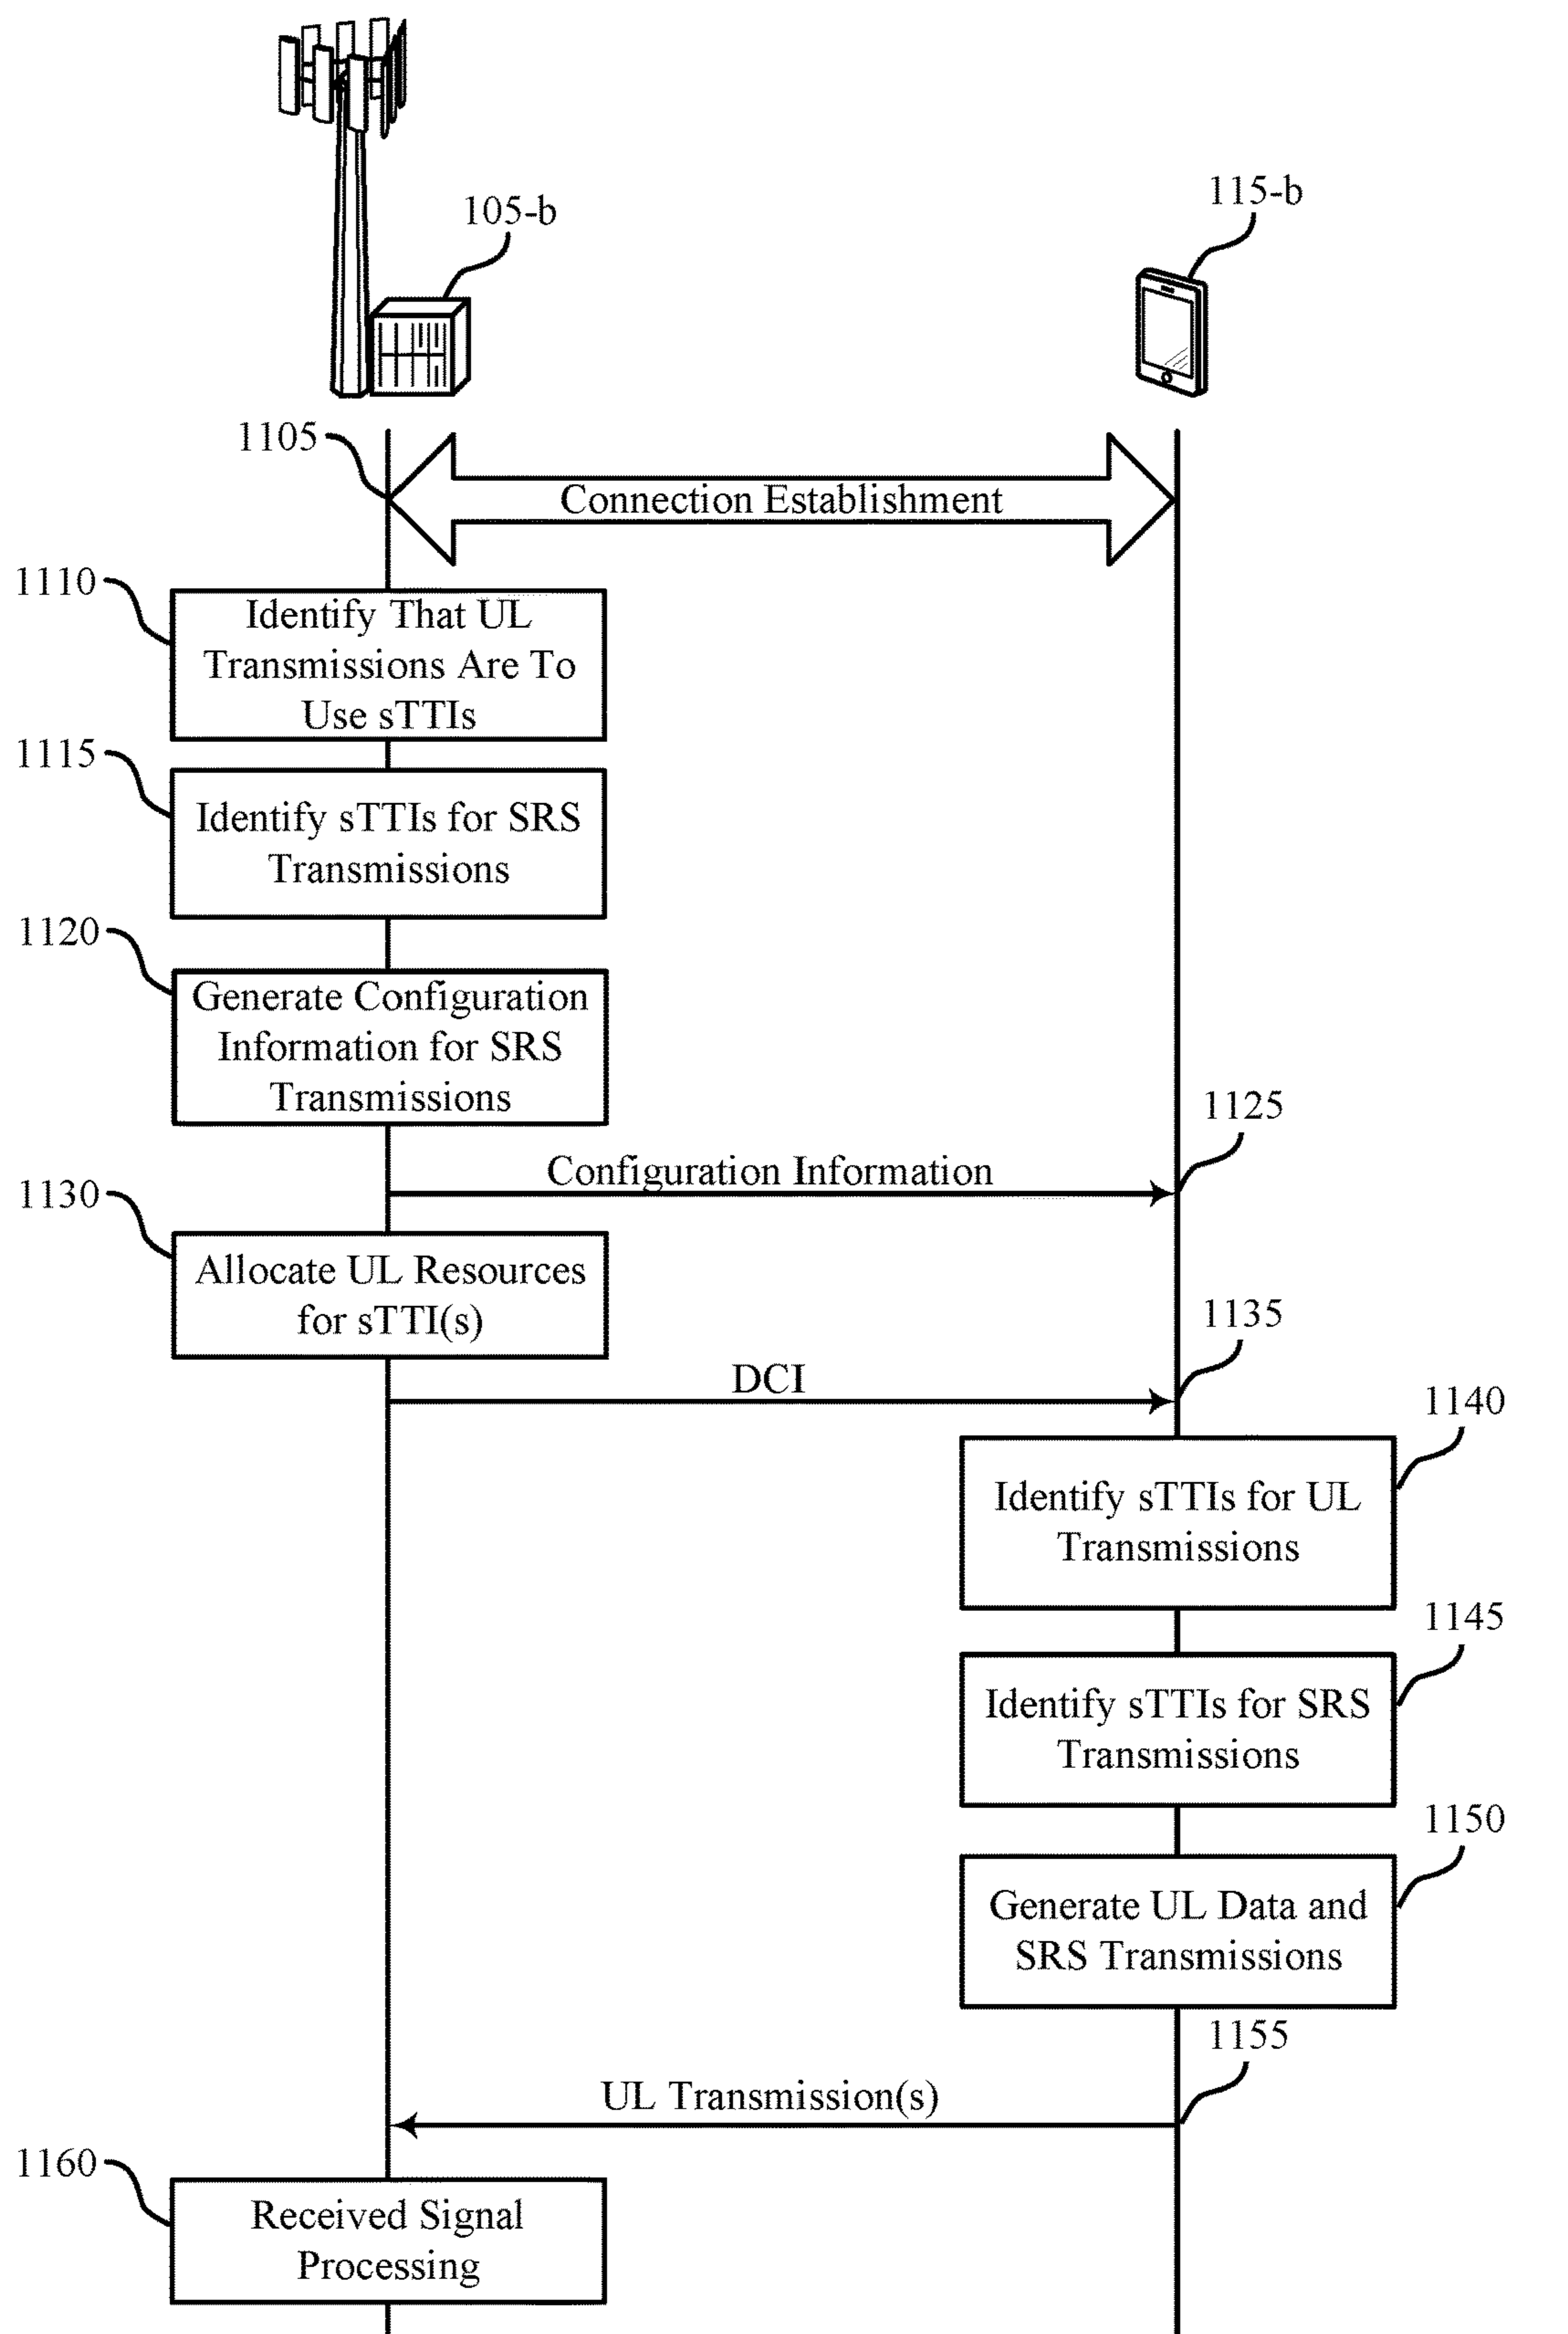 105-b
115-b
1105
Connection Establishment
1110
Identify That UL
Transmissions Are To
Use sTTIs
1115
Identify sTTIs for SRS
Transmissions
1120
Generate Configuration
Information for SRS
Transmissions
1125
Configuration Information
1130
Allocate UL Resources
for sTTI(s)
1135
DCI
1140
Identify sTTIs for UL
Transmissions
1145
Identify sTTIs for SRS
Transmissions
1150
Generate UL Data and
SRS Transmissions
1155
UL Transmission(s)
1160
Received Signal
Processing